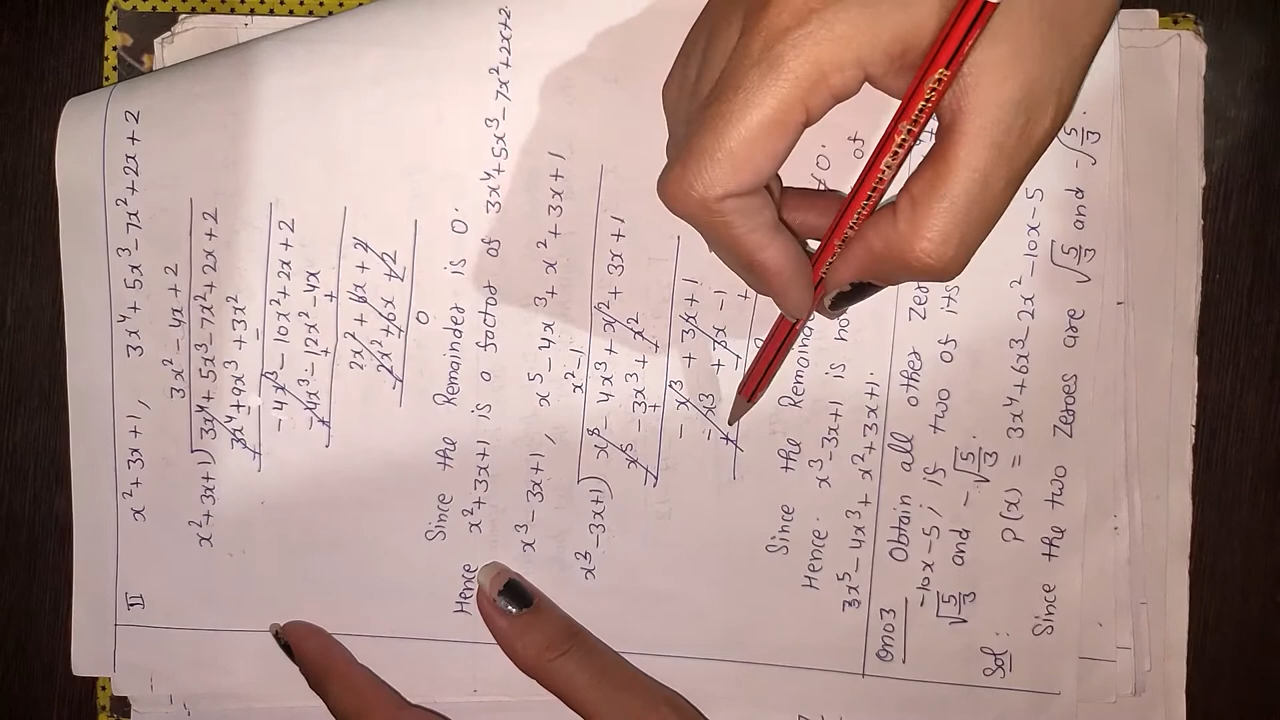 II x²+3x+1, 3x⁴+5x³-7x²+2x+2
3x²-4x+2
x²+3x+1) 3x⁴+5x³-7x²+2x+2
3x⁴+9x³+3x²
- -
-4x³-10x²+2x+2
-4x³-12x²-4x
+ + +
2x²+6x+2
2x²+6x+2
0
Since the Remainder is 0.
Hence x²+3x+1 is a factor of 3x⁴+5x³-7x²+2x+2.
x³-3x+1, x⁵-4x³+x²+3x+1
x²-1
x³-3x+1) x⁵-4x³+x²+3x+1
x⁵-3x³+x²
- + -
-x³ +3x+1
-x³ +3x-1
+ +
Since the Remain ≠0.
Hence. x³-3x+1 is no of
3x⁵-4x³+x²+3x+1.
Qno3 Obtain all other zer
-10x-5; if two of its
√5/3 and -√5/3.
Sol: P(x) = 3x⁴+6x³-2x²-10x-5
Since the two Zeroes are √5/3 and -√5/3.